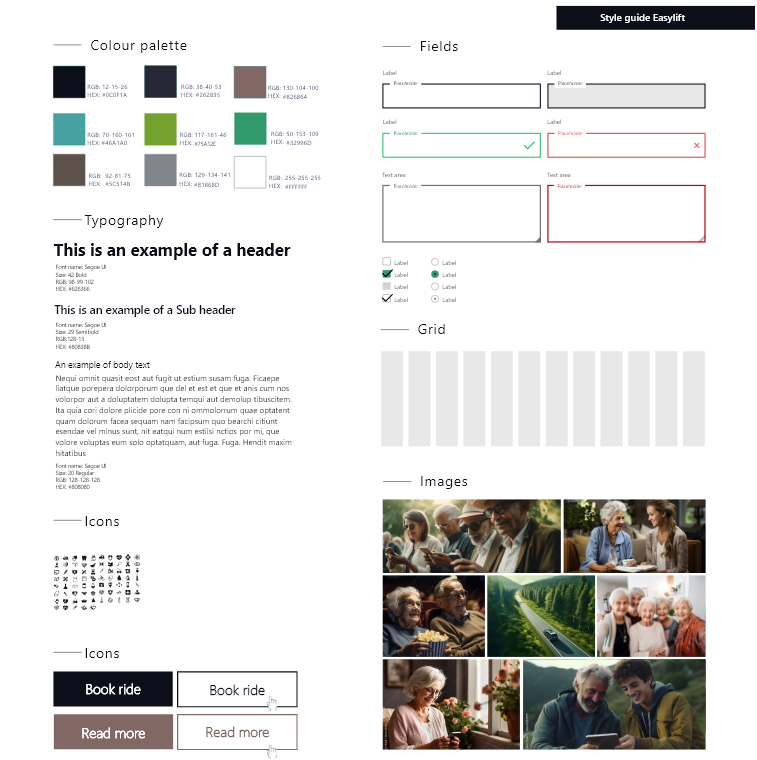 Style guide Easylift
Colour palette
RGB: 12-15-26
HEX: #0C0F1A
RGB: 38-40-53
HEX: #262835
RGB: 130-104-100
HEX: #826864
RGB: 70-160-161
HEX: #46A1A0
RGB: 117-161-46
HEX: #75A12E
RGB: 50-153-109
HEX: #32996D
RGB: 92-81-75
HEX: #5C514B
RGB: 129-134-141
HEX: #81868D
RGB: 255-255-255
HEX: #FFFFFF
Typography
This is an example of a header
Font name: Segoe UI
Size: 42 Bold
RGB: 98-99-102
HEX: #626366
This is an example of a Sub header
Font name: Segoe UI
Size: 29 Semibold
RGB:128-13
HEX: #80838B
An example of body text
Nequi omnit quasit eost aut fugit ut estium susam fuga. Ficaepe
liatque porepera dolorporum que del et est et que et anis cum nos
volorpor aut a doluptatem dolupta temqui aut demolup tibusctem.
Ita quia cori dolore plicide pore con ni ommolorrum quae optatent
quam dolorum facea sequam nam facipsum quo bearchi citiunt
esendae vel minus sunt, nit eatqui num estiisi nctios por mi, que
volore voluptas eum solo optatquam, aut fuga. Fuga. Hendit maxim
hitatibus
Font name: Segoe UI
Size: 20 Regular
RGB: 128-128-128
HEX: #808080
Icons
Icons
Book ride
Book ride
Read more
Read more
Fields
Label
Placeholder
Label
Placeholder
Label
Placeholder
Label
Placeholder
Text area
Placeholder
Text area
Placeholder
Label
Label
Label
Label
Label
Label
Label
Label
Grid
Images